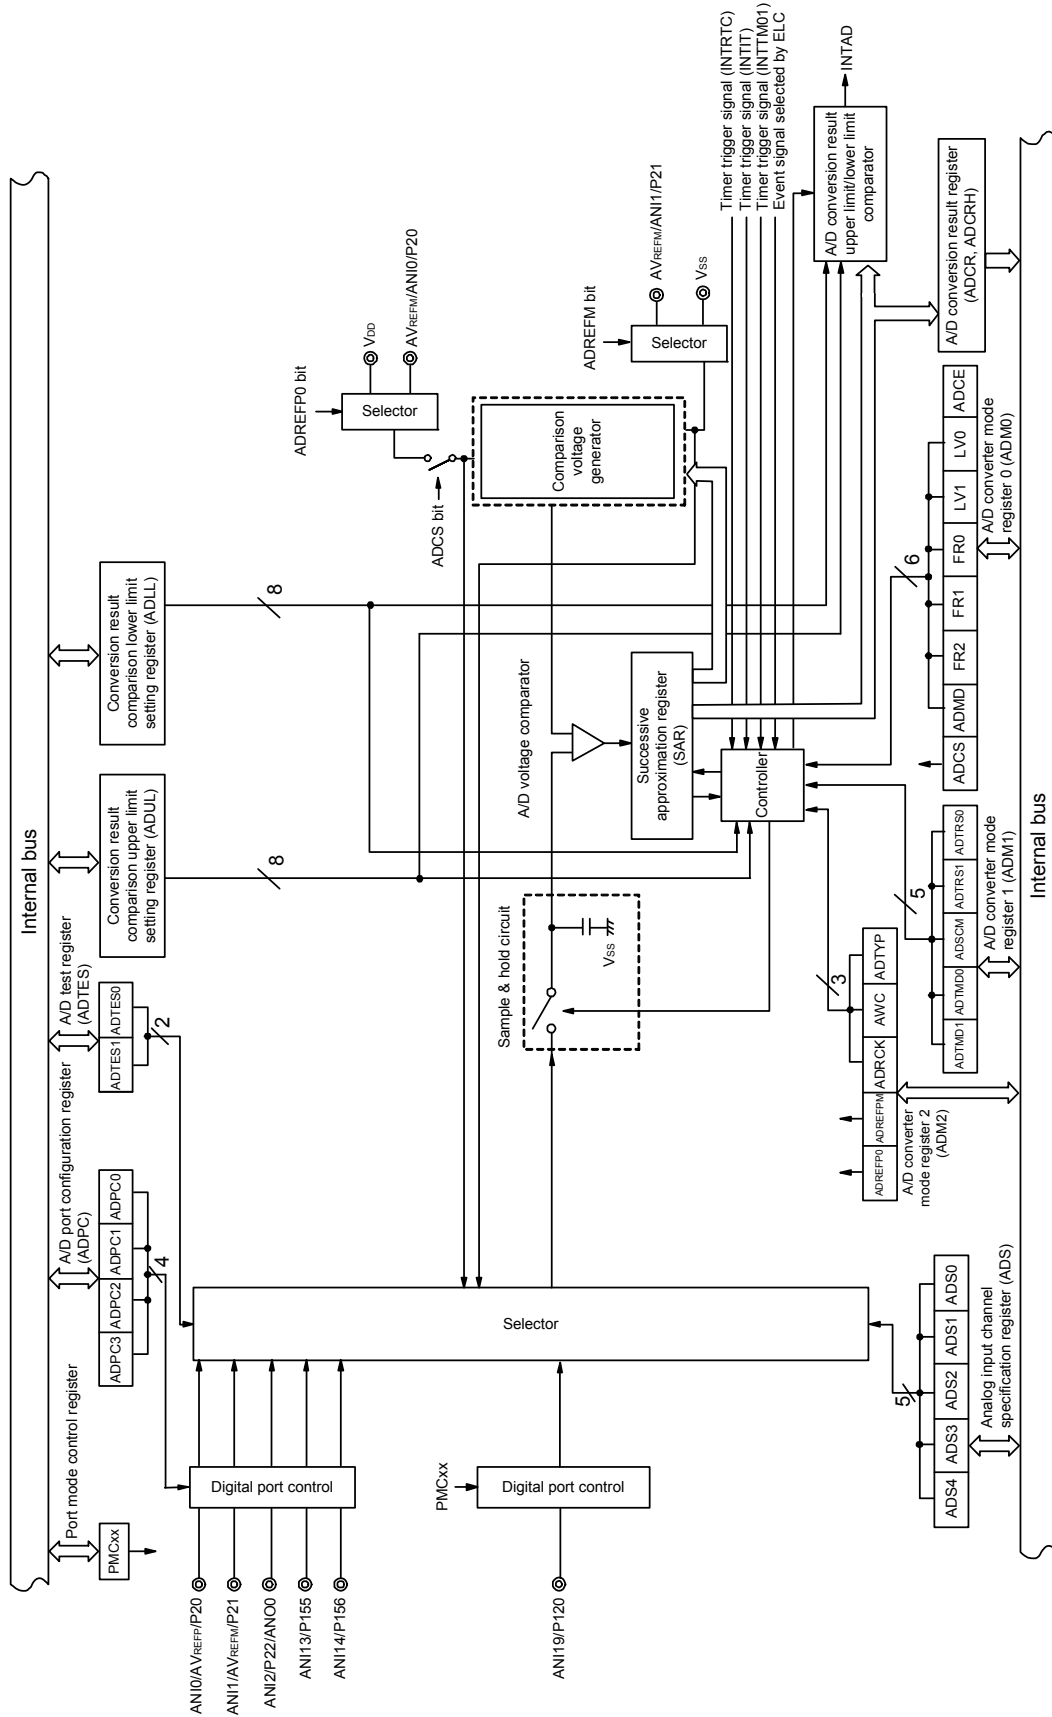 Internal bus
Port mode control register
PMCxx
A/D port configuration register
(ADPC)
ADPC3
ADPC2
ADPC1
ADPC0
4
A/D test register
(ADTES)
ADTES1
ADTES0
2
Conversion result
comparison upper limit
setting register (ADUL)
8
Conversion result
comparison lower limit
setting register (ADLL)
8
ANI0/AVREFP/P20
ANI1/AVREFM/P21
ANI2/P22/ANO0
ANI13/P155
ANI14/P156
Digital port control
ANI19/P120
PMCxx
Digital port control
Selector
Sample & hold circuit
VSS
A/D voltage comparator
ADREFP0 bit
Selector
VDD
AVREFM/ANI0/P20
ADCS bit
Comparison
voltage
generator
ADREFM bit
Selector
AVREFM/ANI1/P21
VSS
Successive
approximation register
(SAR)
Controller
Timer trigger signal (INTRTC)
Timer trigger signal (INTIT)
Timer trigger signal (INTTM01)
Event signal selected by ELC
A/D conversion result
upper limit/lower limit
comparator
INTAD
A/D conversion result register
(ADCR, ADCRH)
5
ADS4
ADS3
ADS2
ADS1
ADS0
Analog input channel
specification register (ADS)
3
ADREFP0
ADREFPM
ADRCK
AWC
ADTYP
A/D converter
mode register 2
(ADM2)
5
ADTMD1
ADTMD0
ADSCM
ADTRS1
ADTRS0
A/D converter mode
register 1 (ADM1)
6
ADCS
ADMD
FR2
FR1
FR0
LV1
LV0
ADCE
A/D converter mode
register 0 (ADM0)
Internal bus